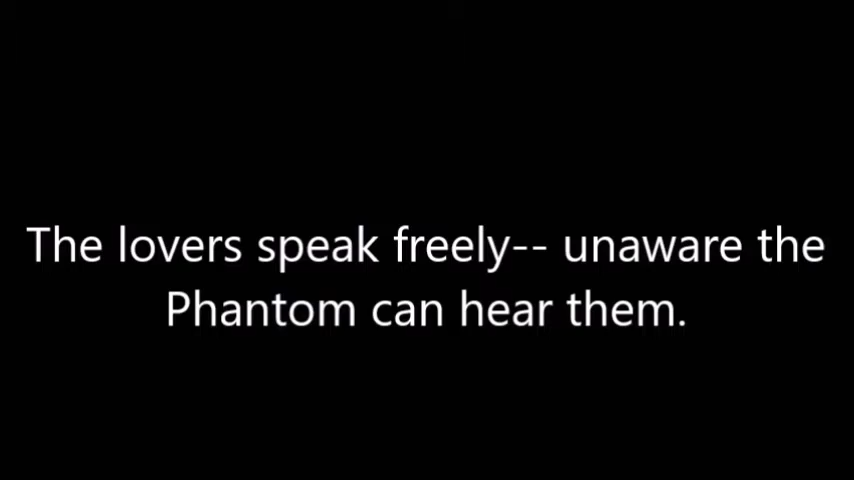 The lovers speak freely-- unaware the
Phantom can hear them.